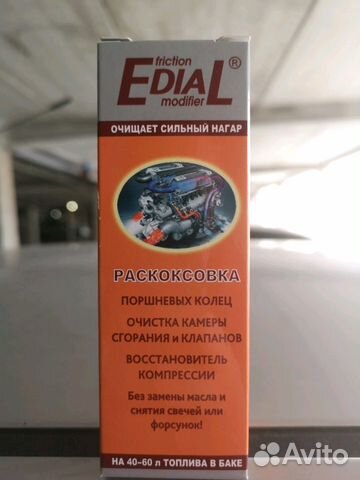 friction
EDIAL®
modifier
ОЧИЩАЕТ СИЛЬНЫЙ НАГАР
РАСКОКСОВКА
ПОРШНЕВЫХ КОЛЕЦ
ОЧИСТКА КАМЕРЫ
СГОРАНИЯ и КЛАПАНОВ
ВОССТАНОВИТЕЛЬ
КОМПРЕССИИ
Без замены масла и
снятия свечей или
форсунок!
НА 40–60 л ТОПЛИВА В БАКЕ
Avito